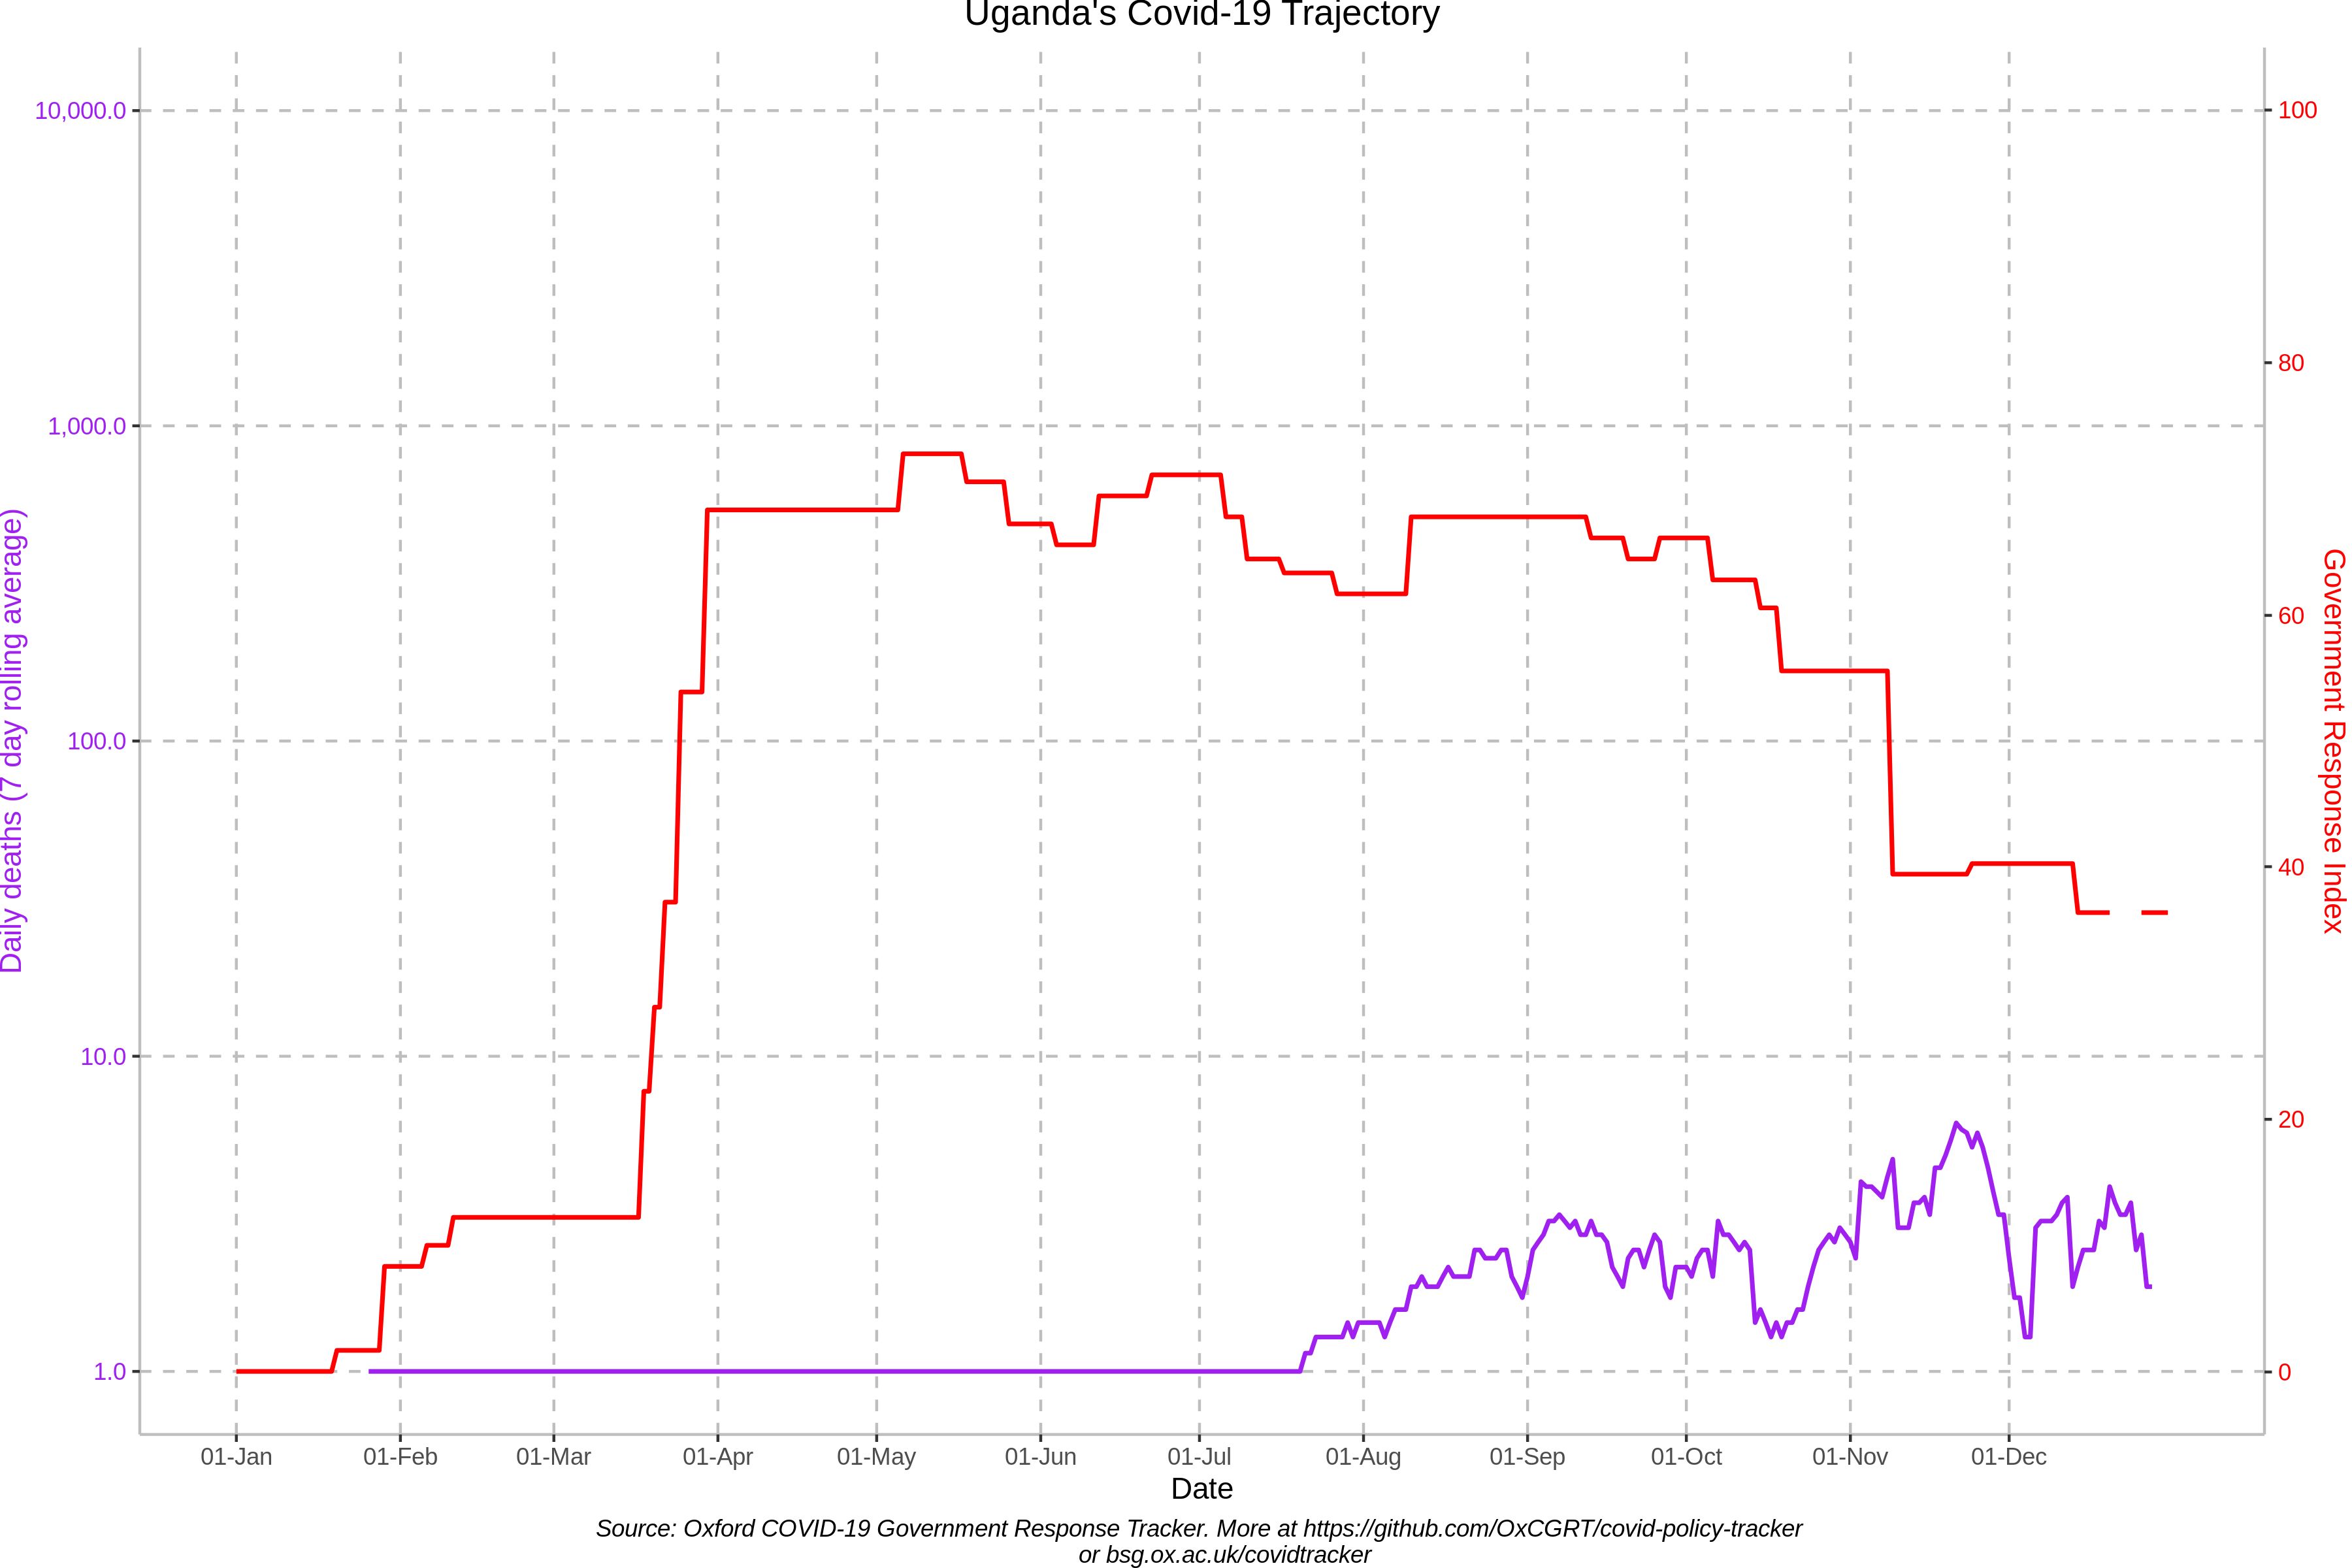 Uganda's Covid-19 Trajectory
10,000.0
1,000.0
100.0
10.0
1.0
Daily deaths (7 day rolling average)
100
80
60
40
20
0
Government Response Index
01-Jan 01-Feb 01-Mar 01-Apr 01-May 01-Jun 01-Jul 01-Aug 01-Sep 01-Oct 01-Nov 01-Dec
Date
Source: Oxford COVID-19 Government Response Tracker. More at https://github.com/OxCGRT/covid-policy-tracker
or bsg.ox.ac.uk/covidtracker